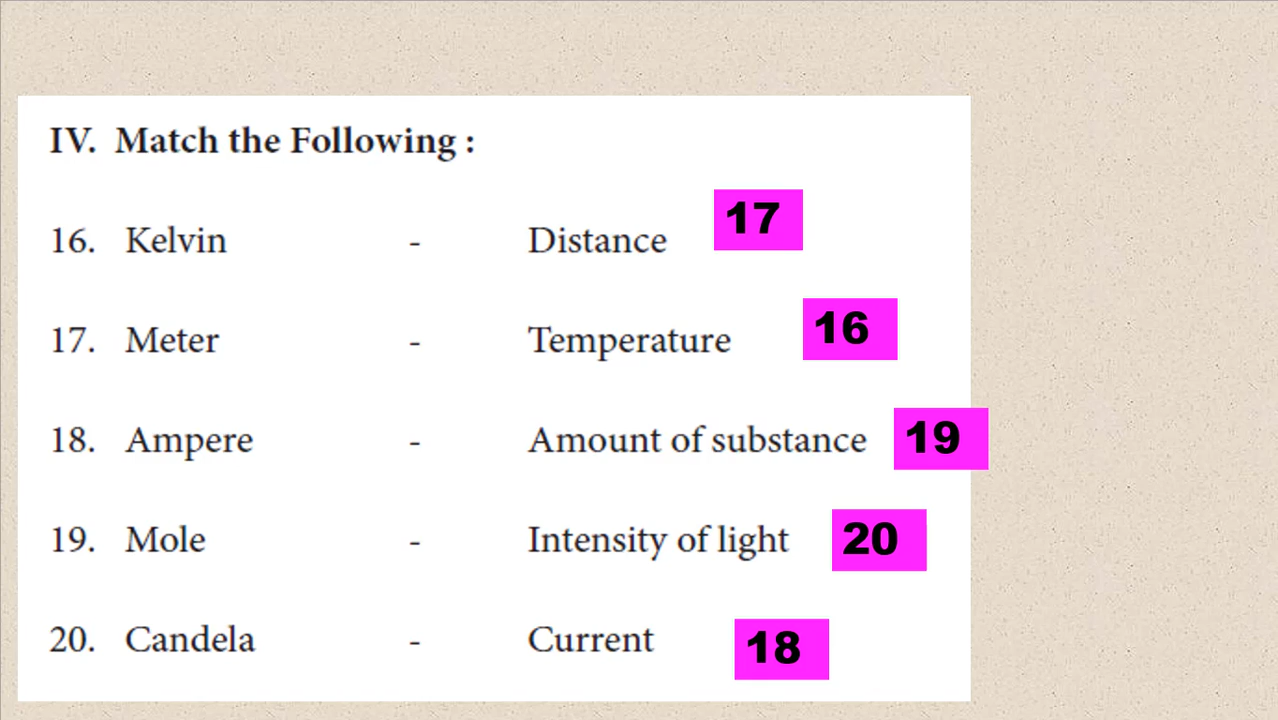 IV. Match the Following :
16. Kelvin - Distance 17
17. Meter - Temperature 16
18. Ampere - Amount of substance 19
19. Mole - Intensity of light 20
20. Candela - Current 18